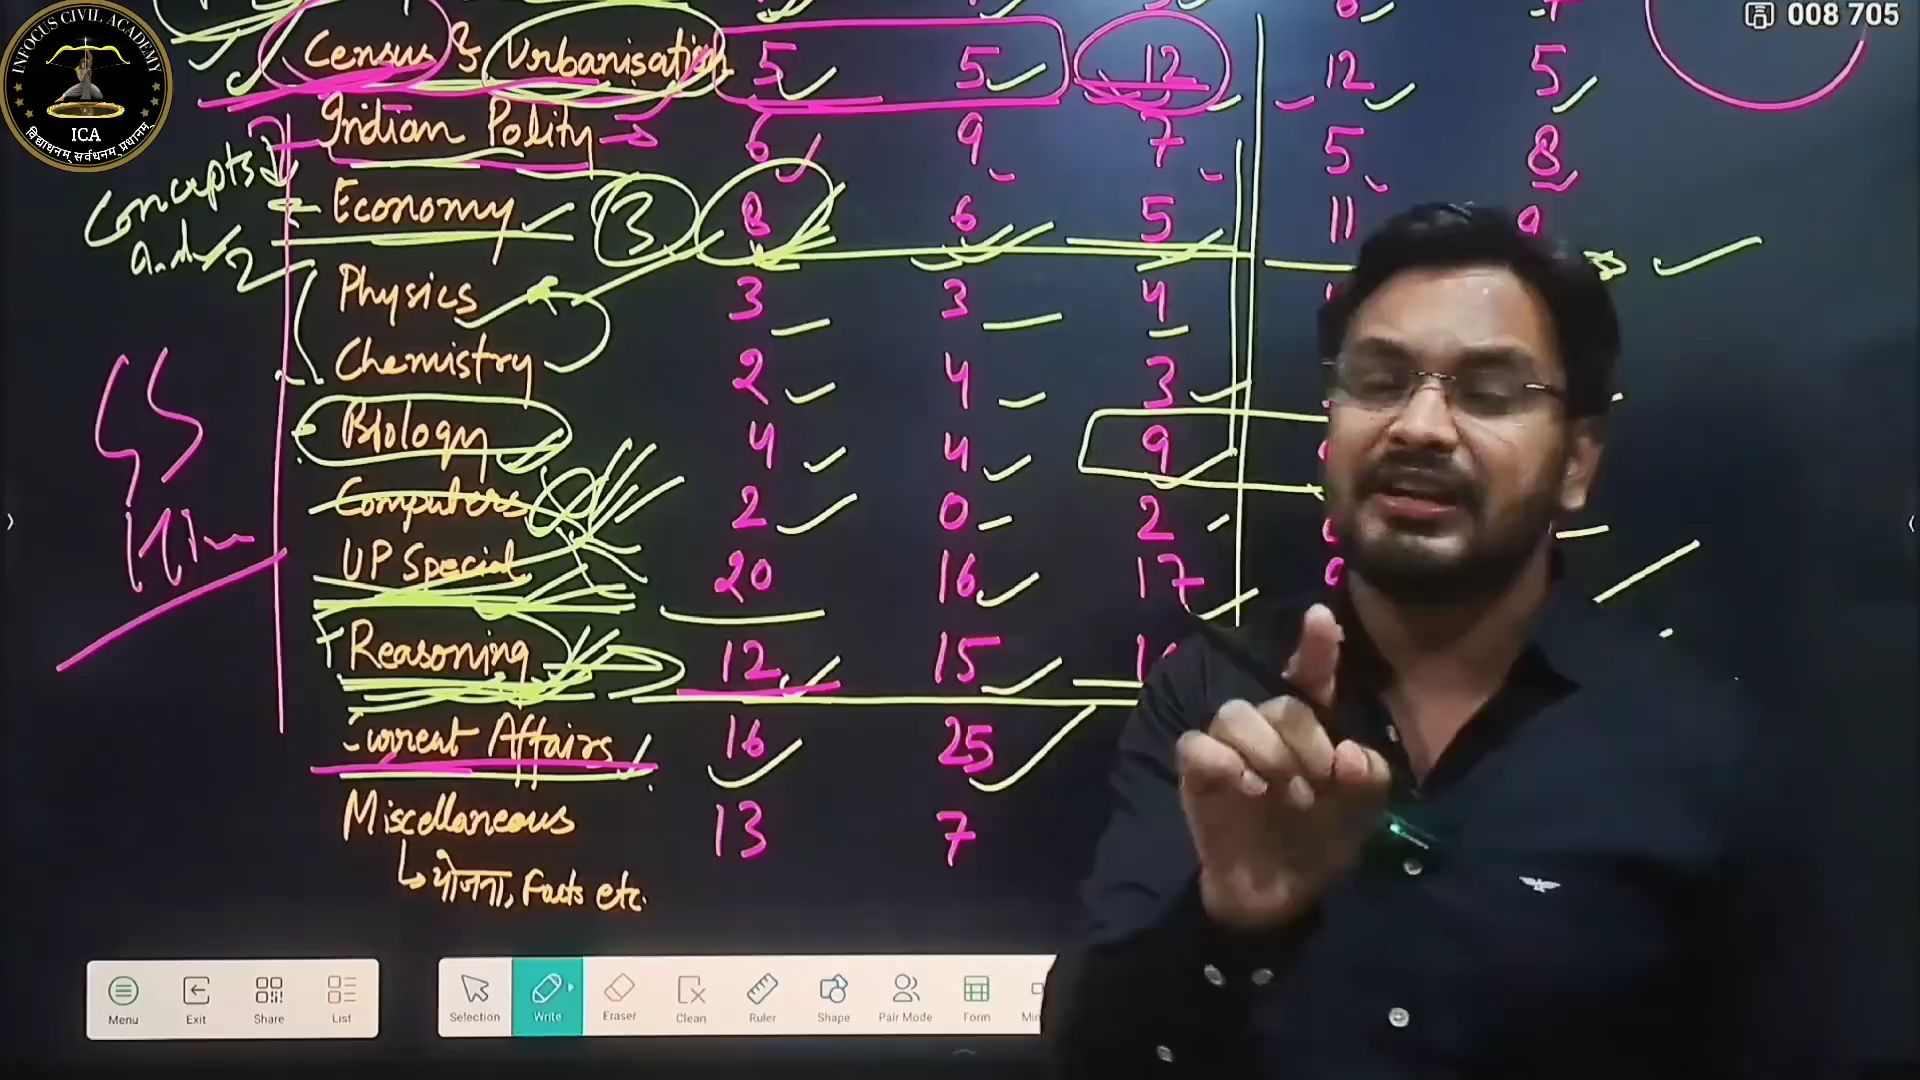 INFOCUS CIVIL ACADEMY
ICA
विद्याधनम् सर्वधनम् प्रधानम्
008 705
Census & Urbanisation 5 5 12 12 5
Indian Polity 6 9 7 5 8
Concepts
and
Economy 3 8 6 5 11 9
Physics 3 3 4
Chemistry 2 4 3
Biology 4 4 9
Computers 2 0 2
UP Special 20 16 17
Reasoning 12 15
Current Affairs 16 25
Miscellaneous 13 7
योजना, Facts etc.
Menu Exit Share List Selection Write Eraser Clean Ruler Shape Pair Mode Form